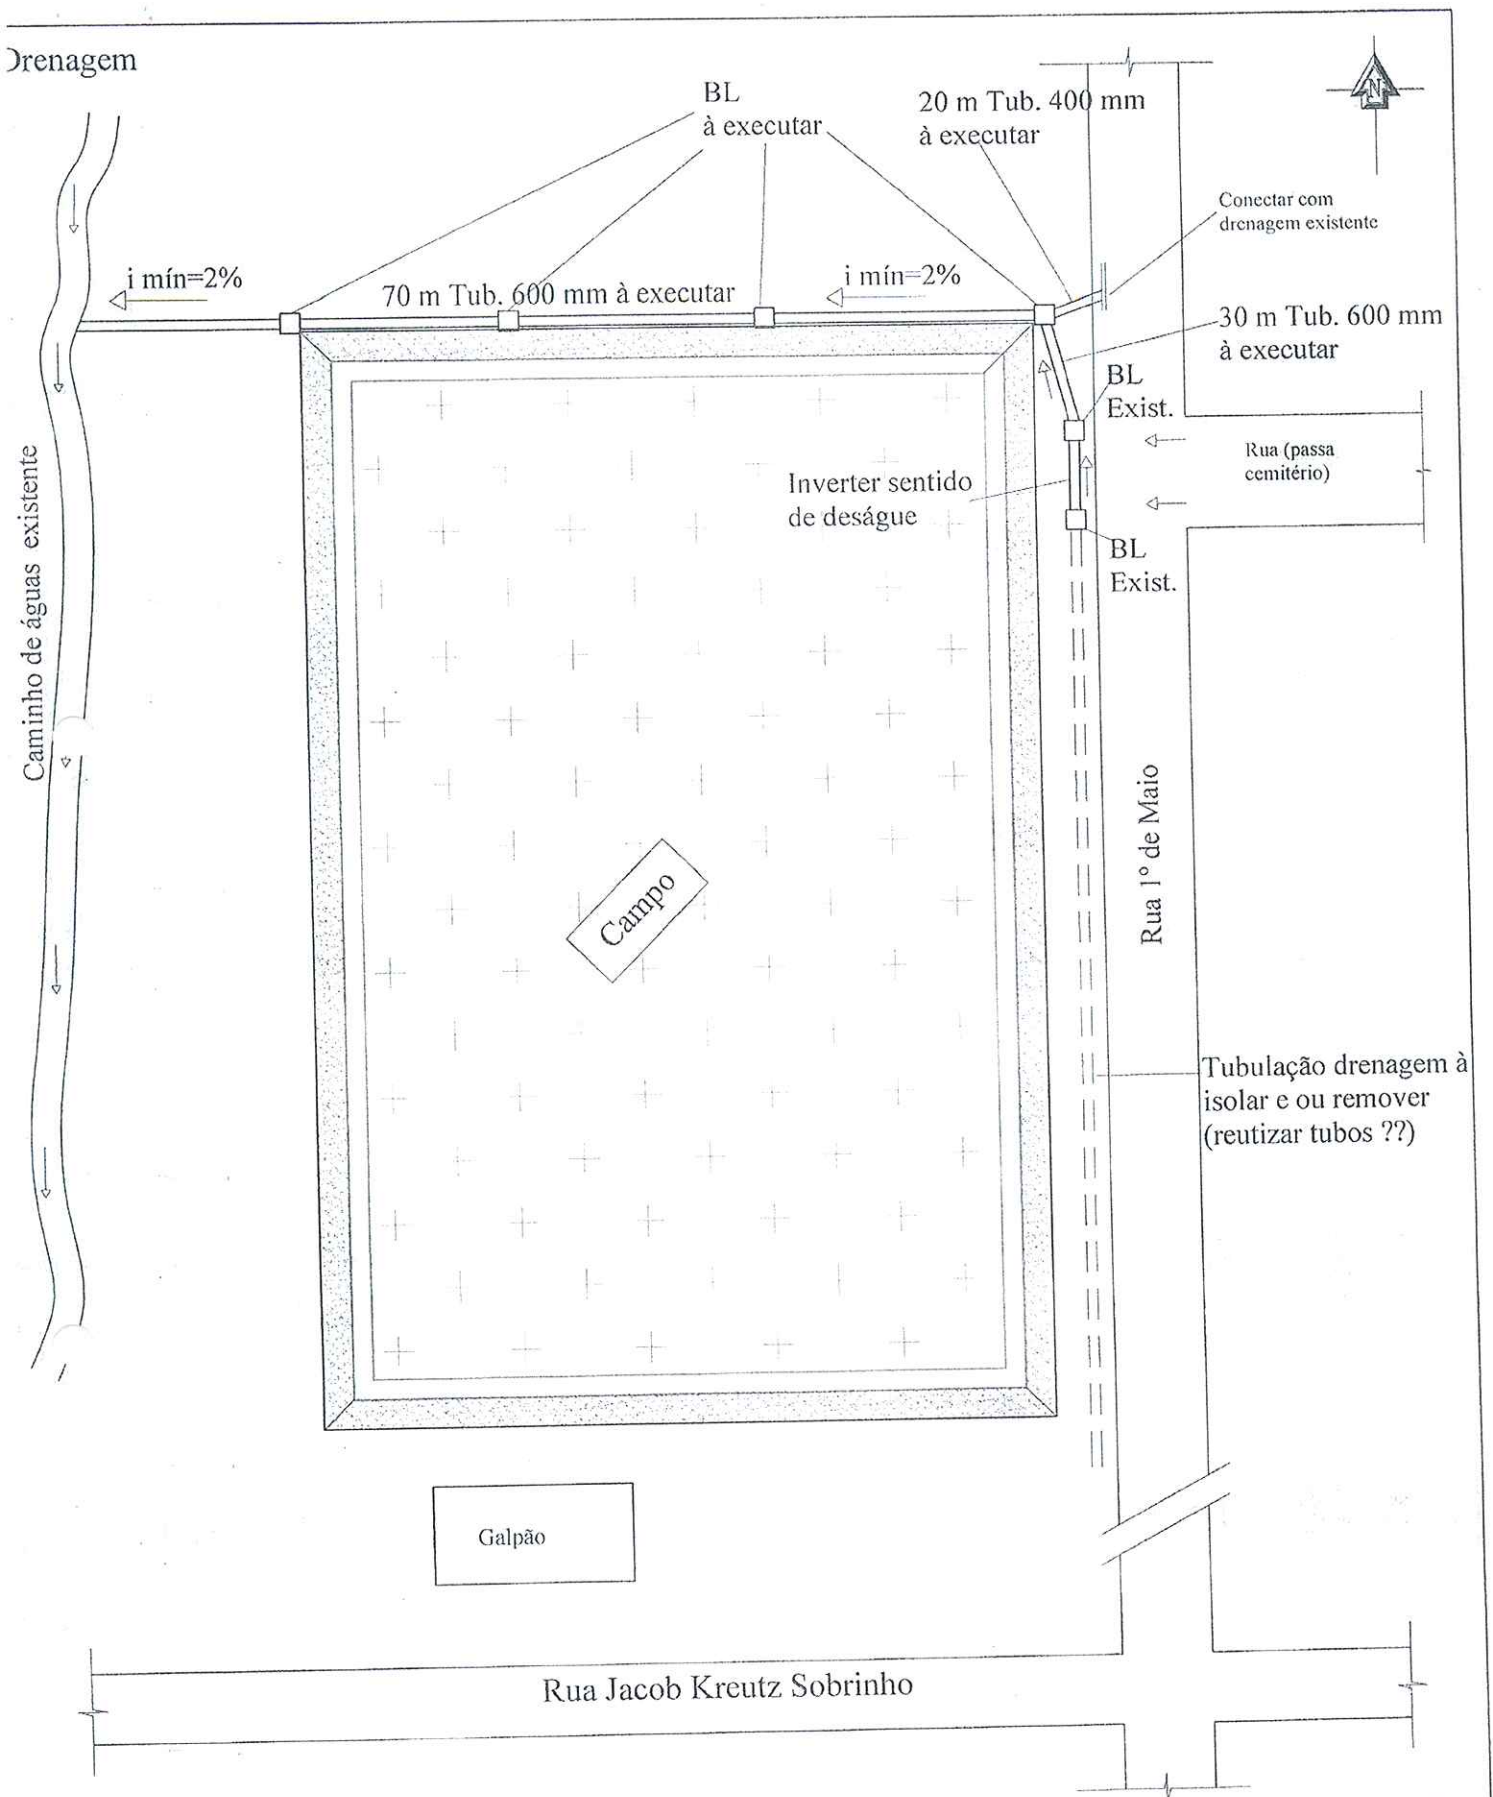 Drenagem
BL
à executar
20 m Tub. 400 mm
à executar
N
Conectar com
drenagem existente
i mín=2%
70 m Tub. 600 mm à executar
i mín=2%
30 m Tub. 600 mm
à executar
BL
Exist.
Rua (passa
cemitério)
Inverter sentido
de deságue
BL
Exist.
Caminho de águas existente
Campo
Rua 1º de Maio
Tubulação drenagem à
isolar e ou remover
(reutizar tubos ??)
Galpão
Rua Jacob Kreutz Sobrinho